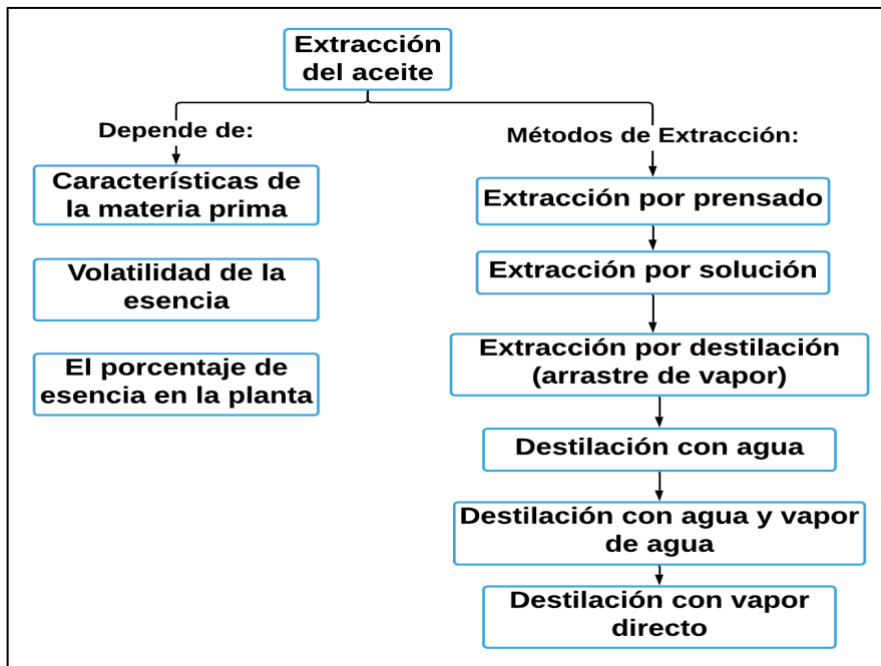 Extracción
del aceite
Depende de:
Características de
la materia prima
Volatilidad de la
esencia
El porcentaje de
esencia en la planta
Métodos de Extracción:
Extracción por prensado
Extracción por solución
Extracción por destilación
(arrastre de vapor)
Destilación con agua
Destilación con agua y vapor
de agua
Destilación con vapor
directo